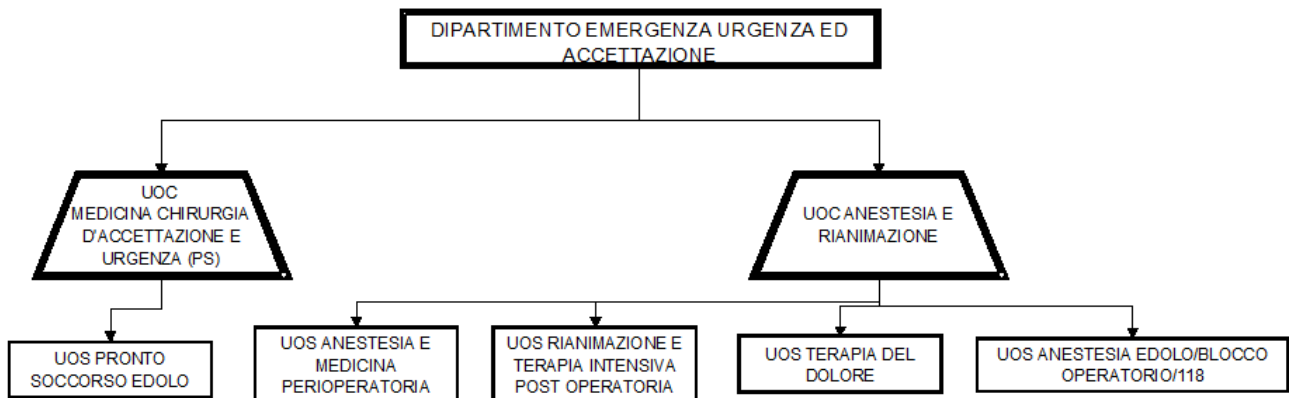 DIPARTIMENTO EMERGENZA URGENZA ED
ACCETTAZIONE
UOC
MEDICINA CHIRURGIA
D'ACCETTAZIONE E
URGENZA (PS)
UOC ANESTESIA E
RIANIMAZIONE
UOS PRONTO
SOCCORSO EDOLO
UOS ANESTESIA E
MEDICINA
PERIOPERATORIA
UOS RIANIMAZIONE E
TERAPIA INTENSIVA
POST OPERATORIA
UOS TERAPIA DEL
DOLORE
UOS ANESTESIA EDOLO/BLOCCO
OPERATORIO/118